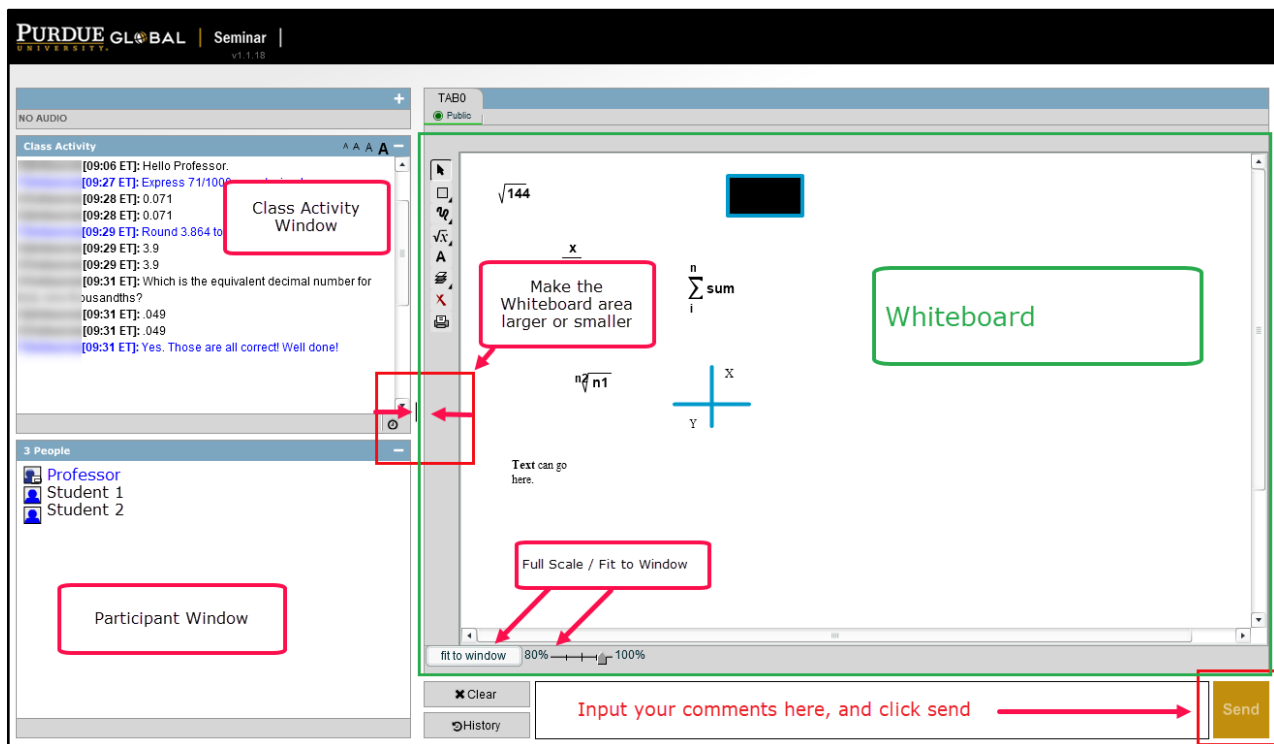 PURDUE GLOBAL | Seminar |
UNIVERSITY.
v1.1.18
NO AUDIO
Class Activity A A A A
[09:06 ET]: Hello Professor.
[09:27 ET]: Express 71/1000
[09:28 ET]: 0.071
[09:28 ET]: 0.071
[09:29 ET]: Round 3.864 to
[09:29 ET]: 3.9
[09:29 ET]: 3.9
[09:31 ET]: Which is the equivalent decimal number for
ousandths?
[09:31 ET]: .049
[09:31 ET]: .049
[09:31 ET]: Yes. Those are all correct! Well done!
Class Activity
Window
3 People
Professor
Student 1
Student 2
Participant Window
TAB0
Public
√144
x
n
∑ sum
i
Make the
Whiteboard area
larger or smaller
Whiteboard
n2√n1
X
Y
Text can go
here.
Full Scale / Fit to Window
fit to window 80% 100%
Clear
History
Input your comments here, and click send
Send